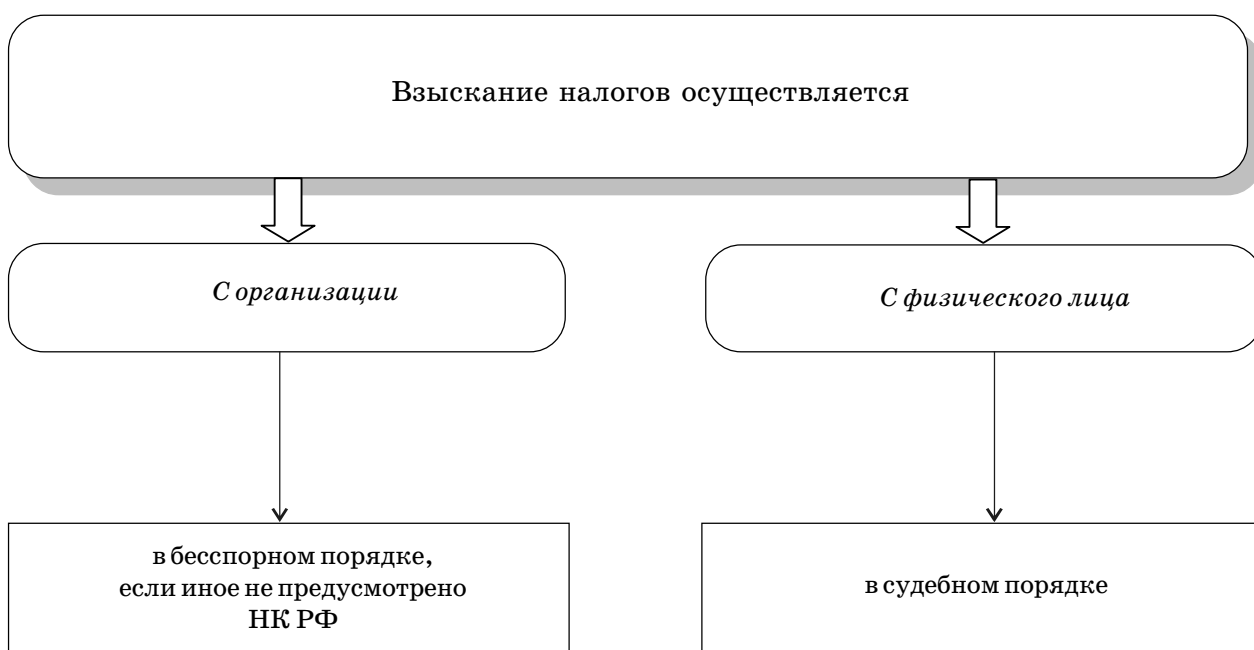 Взыскание налогов осуществляется
С организации
С физического лица
в бесспорном порядке,
если иное не предусмотрено
НК РФ
в судебном порядке